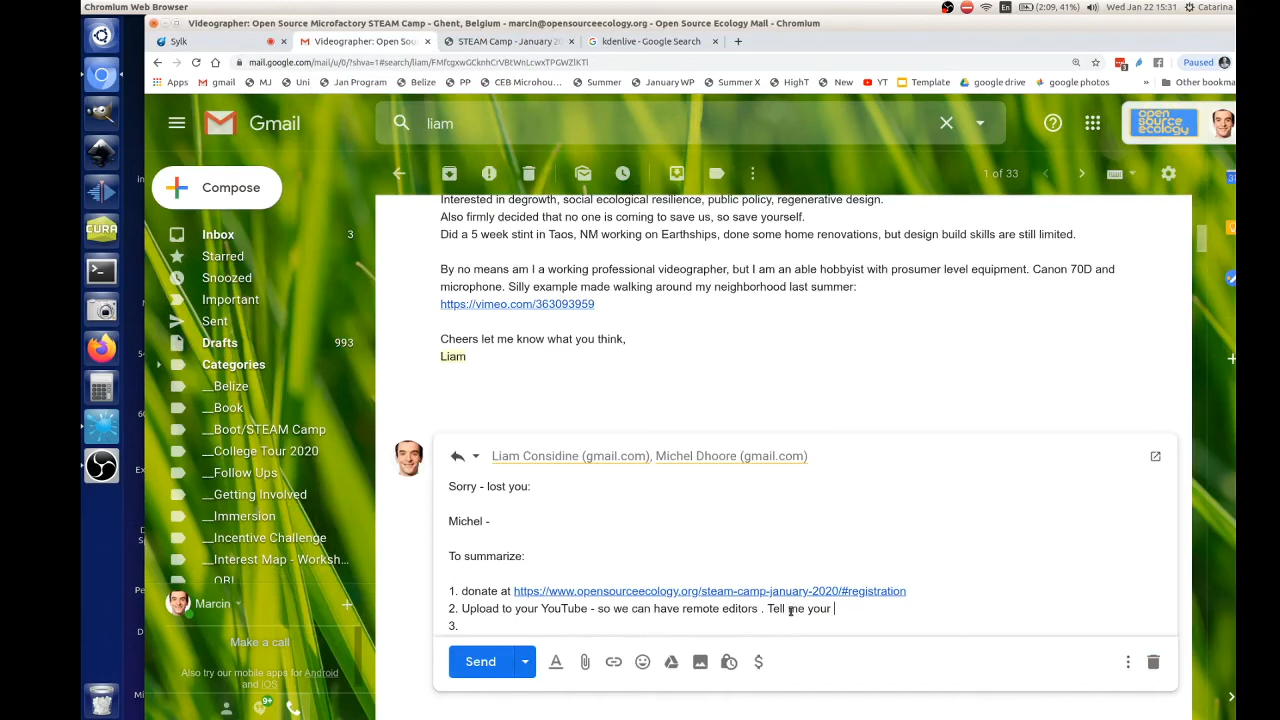 Chromium Web Browser
En
(2:09, 41%)
Wed Jan 22 15:31
Catarina
Videographer: Open Source Microfactory STEAM Camp - Ghent, Belgium - marcin@opensourceecology.org - Open Source Ecology Mail - Chromium
Sylk
Videographer: Open Sou
STEAM Camp - January 20
kdenlive - Google Search
mail.google.com/mail/u/0/?shva=1#search/liam/FMfcgxwGCknhCrVBtWnLcwxTPGWZlKTl
Paused
Apps
gmail
MJ
Uni
Jan Program
Belize
PP
CEB Microhou…
Summer
January WP
Summer X
HighT
New
YT
Template
google drive
google photos
Other bookma
Gmail
liam
open source ecology
Compose
1 of 33
Inbox 3
Starred
Snoozed
Important
Sent
Drafts 993
Categories
__Belize
__Book
__Boot/STEAM Camp
__College Tour 2020
__Follow Ups
__Getting Involved
__Immersion
__Incentive Challenge
__Interest Map - Worksh...
OBI
Marcin
Make a call
Also try our mobile apps for Android
and iOS
9+
Interested in degrowth, social ecological resilience, public policy, regenerative design.
Also firmly decided that no one is coming to save us, so save yourself.
Did a 5 week stint in Taos, NM working on Earthships, done some home renovations, but design build skills are still limited.
By no means am I a working professional videographer, but I am an able hobbyist with prosumer level equipment. Canon 70D and
microphone. Silly example made walking around my neighborhood last summer:
https://vimeo.com/363093959
Cheers let me know what you think,
Liam
Liam Considine (gmail.com), Michel Dhoore (gmail.com)
Sorry - lost you:
Michel -
To summarize:
1. donate at https://www.opensourceecology.org/steam-camp-january-2020/#registration
2. Upload to your YouTube - so we can have remote editors . Tell me your
3.
Send